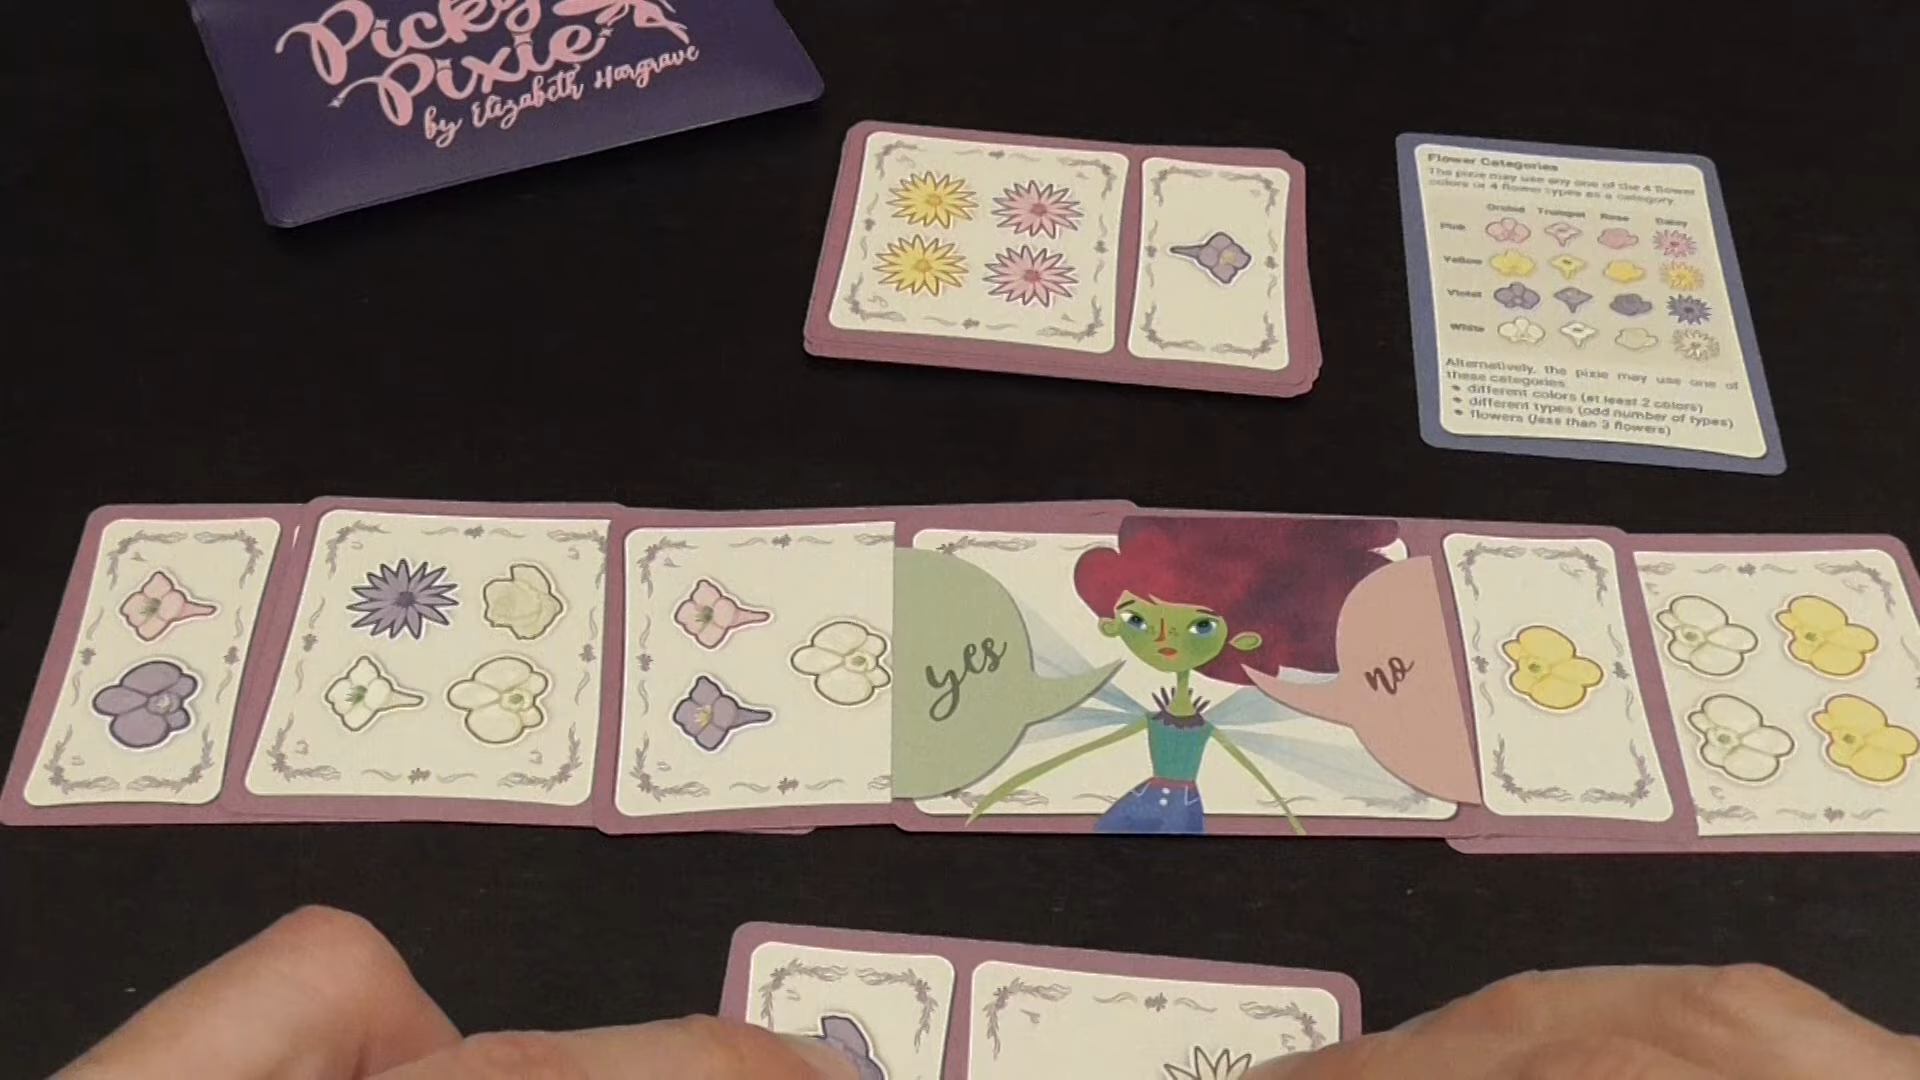 Picky
Pixie
by Elizabeth Hargrave
Flower Categories
The pixie may use any one of the 4 flower
colors or 4 flower types as a category.
Orchid Trumpet Rose Daisy
Pink
Yellow
Violet
White
Alternatively, the pixie may use one of
these categories
• different colors (at least 2 colors)
• different types (odd number of types)
• flowers (less than 3 flowers)
yes
no